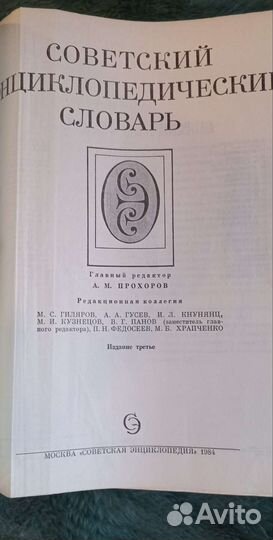 СОВЕТСКИЙ
ЭНЦИКЛОПЕДИЧЕСКИЙ
СЛОВАРЬ
Главный редактор
А. М. ПРОХОРОВ
Редакционная коллегия
М. С. ГИЛЯРОВ, А. А. ГУСЕВ, И. Л. КНУНЯНЦ,
М. И. КУЗНЕЦОВ, В. Г. ПАНОВ (заместитель глав-
ного редактора), П. Н. ФЕДОСЕЕВ, М. Б. ХРАПЧЕНКО
Издание третье
МОСКВА «СОВЕТСКАЯ ЭНЦИКЛОПЕДИЯ» 1984
Avito